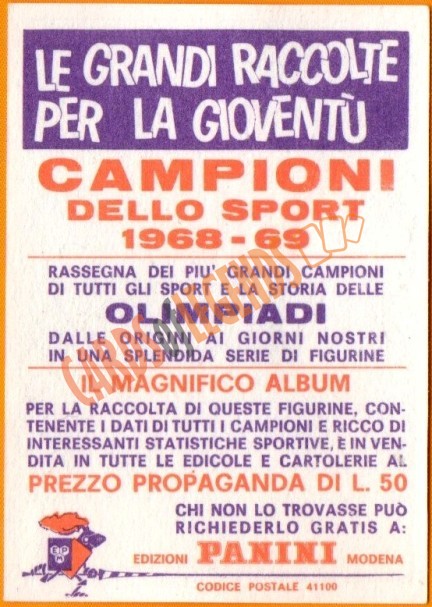 LE GRANDI RACCOLTE
PER LA GIOVENTÙ
CAMPIONI
DELLO SPORT
1968-69
RASSEGNA DEI PIU' GRANDI CAMPIONI
DI TUTTI GLI SPORT E LA STORIA DELLE
OLIMPIADI
DALLE ORIGINI AI GIORNI NOSTRI
IN UNA SPLENDIDA SERIE DI FIGURINE
IL MAGNIFICO ALBUM
PER LA RACCOLTA DI QUESTE FIGURINE, CON-
TENENTE I DATI DI TUTTI I CAMPIONI E RICCO DI
INTERESSANTI STATISTICHE SPORTIVE, È IN VEN-
DITA IN TUTTE LE EDICOLE E CARTOLERIE AL
PREZZO PROPAGANDA DI L. 50
CHI NON LO TROVASSE PUÒ
RICHIEDERLO GRATIS A:
EDIZIONI PANINI MODENA
CODICE POSTALE 41100
CARDS OF LEGENDS
EPM